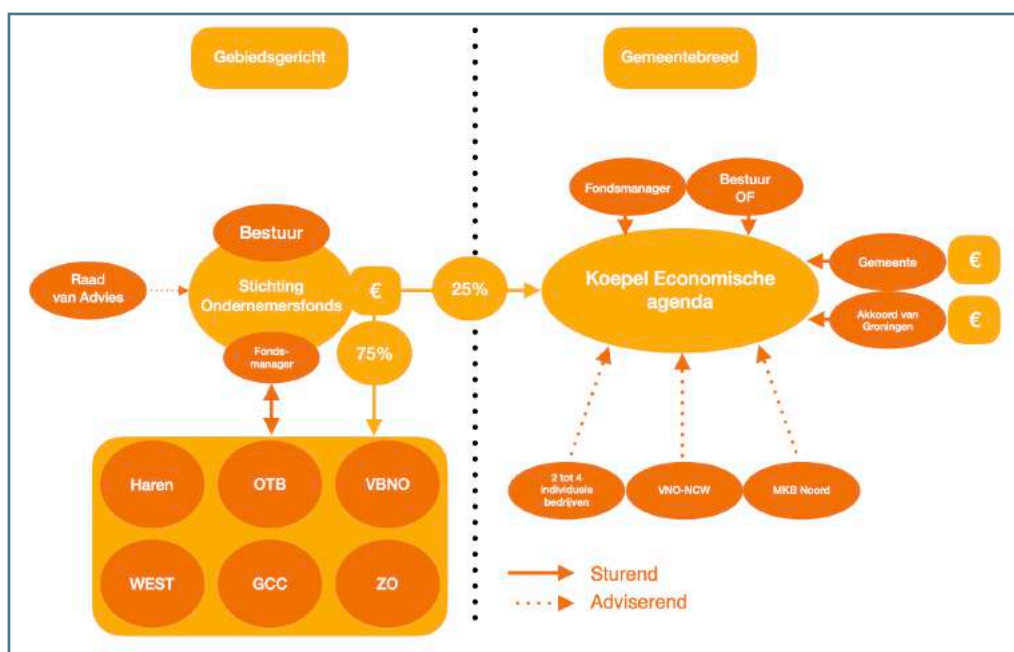 Gebiedsgericht
Gemeentebreed
Fondsmanager
Bestuur
OF
Bestuur
Raad
van Advies
Stichting
Ondernemersfonds
€
25%
Koepel Economische
agenda
Gemeente
€
Akkoord van
Groningen
€
Fonds-
manager
75%
Haren
OTB
VBNO
WEST
GCC
ZO
2 tot 4
individuele
bedrijven
VNO-NCW
MKB Noord
Sturend
Adviserend